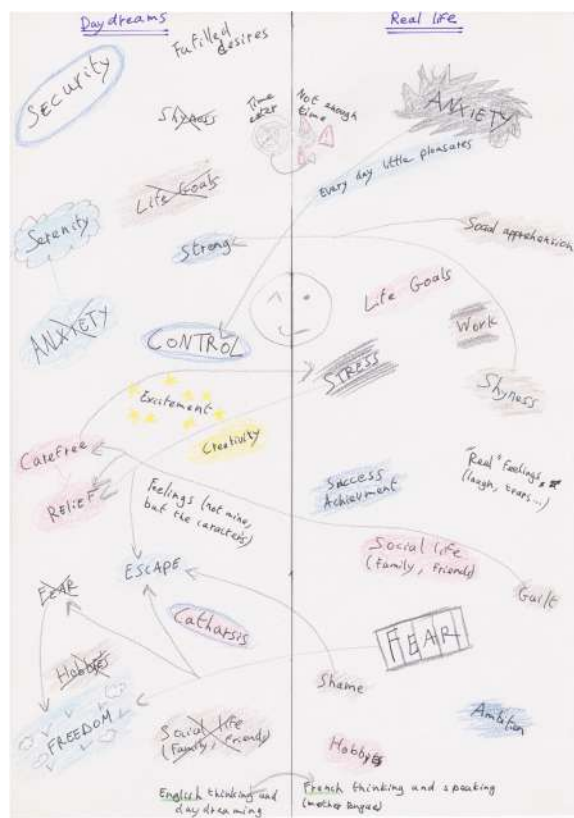 Daydreams
Real life
Fufilled
desires
SECURITY
Shyness
Time
eater
Not enough
time
ANXIETY
Every day little pleasures
Life Goals
Serenity
Strong
Social apprehension
Life Goals
ANXIETY
CONTROL
Work
STRESS
Shyness
Excitement
Creativity
Carefree
RELIEF
Feelings (not mine,
but the caracters)
Success
Achievment
"Real" Feelings
(laugh, tears...)
ESCAPE
Social life
(family, friends)
FEAR
Guilt
Catharsis
FEAR
Hobbies
Shame
FREEDOM
Social life
(family, friends)
Ambition
Hobbies
English thinking and
daydreaming
French thinking and speaking
(mother tongue)